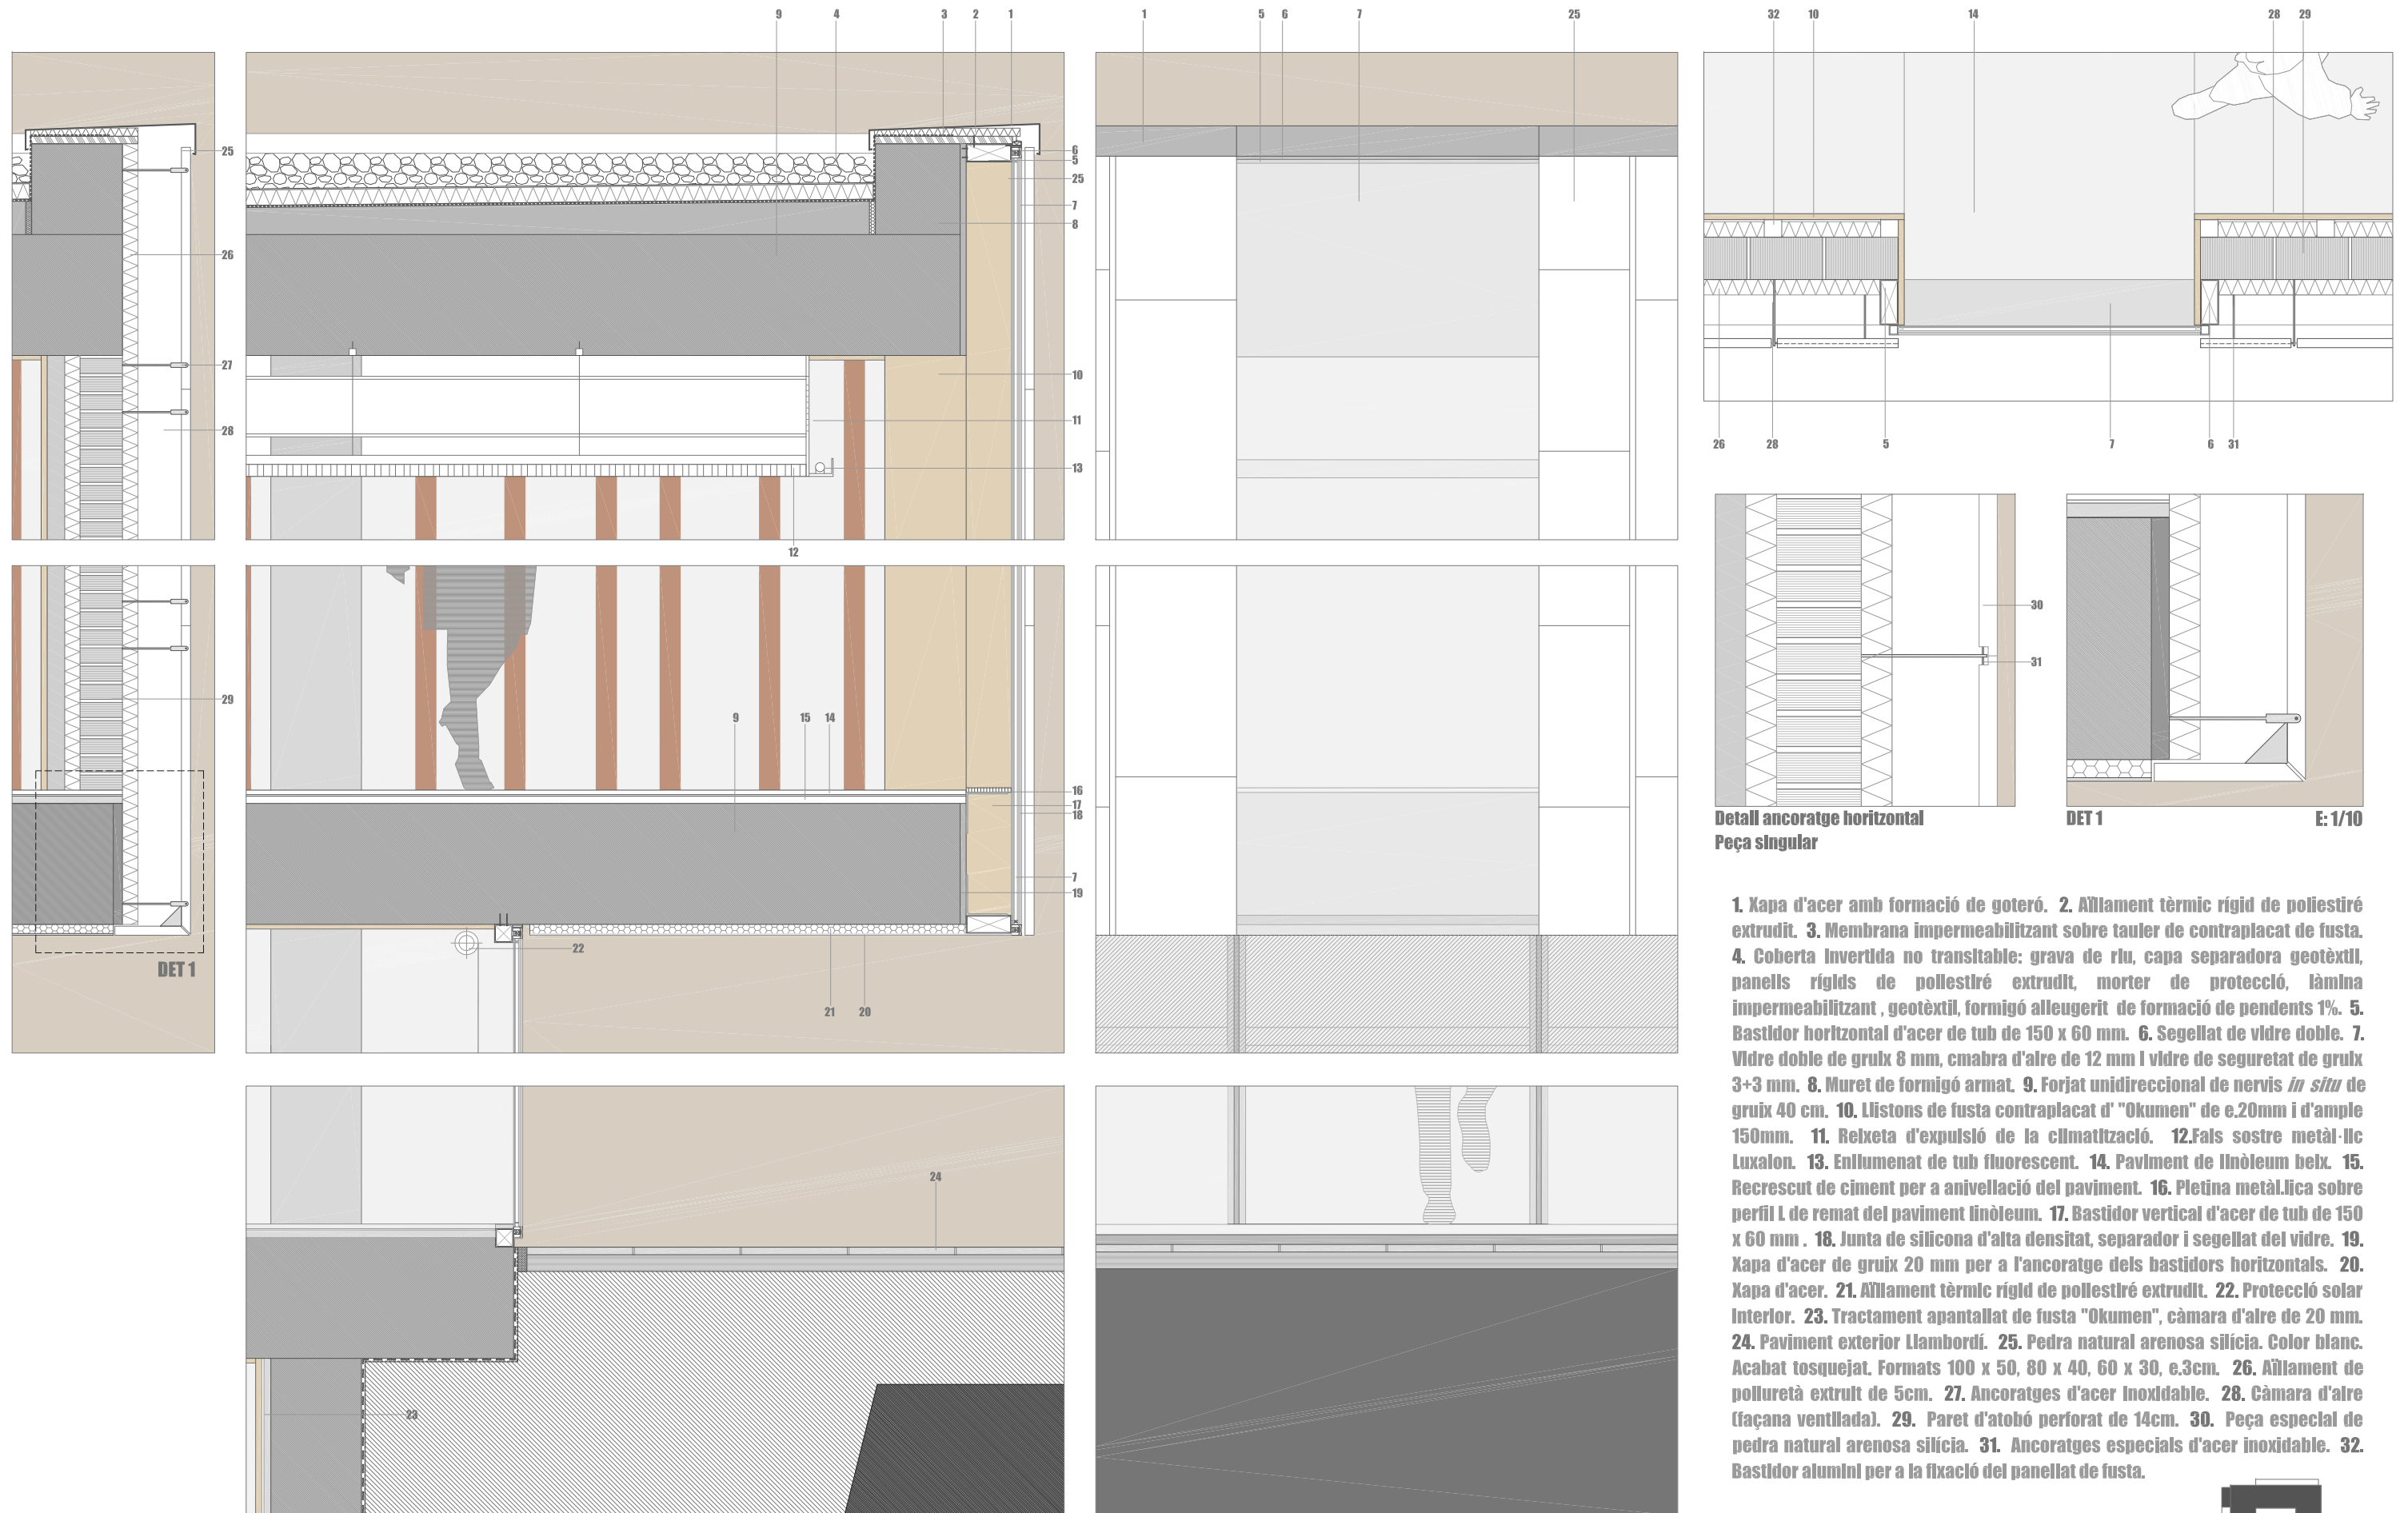 9 4 3 2 1
1 5 6 7 25
32 10 14 28 29
25
6
5
25
7
8
26
27
10
11
28
13
12
26 28 5 7 6 31
30
31
29
9 15 14
16
17
18
7
19
22
21 20
DET 1
24
23
Detall ancoratge horitzontal
Peça singular
DET 1 E: 1/10
1. Xapa d'acer amb formació de goteró. 2. Aïllament tèrmic rígid de poliestiré
extrudit. 3. Membrana impermeabilitzant sobre tauler de contraplacat de fusta.
4. Coberta invertida no transitable: grava de riu, capa separadora geotèxtil,
panells rígids de poliestiré extrudit, morter de protecció, làmina
impermeabilitzant , geotèxtil, formigó alleugerit de formació de pendents 1%. 5.
Bastidor horitzontal d'acer de tub de 150 x 60 mm. 6. Segellat de vidre doble. 7.
Vidre doble de gruix 8 mm, cmabra d'aire de 12 mm i vidre de seguretat de gruix
3+3 mm. 8. Muret de formigó armat. 9. Forjat unidireccional de nervis in situ de
gruix 40 cm. 10. Llistons de fusta contraplacat d' "Okumen" de e.20mm i d'ample
150mm. 11. Reixeta d'expulsió de la climatització. 12.Fals sostre metàl·lic
Luxalon. 13. Enllumenat de tub fluorescent. 14. Paviment de linòleum beix. 15.
Recrescut de ciment per a anivellació del paviment. 16. Pletina metàl.lica sobre
perfil L de remat del paviment linòleum. 17. Bastidor vertical d'acer de tub de 150
x 60 mm . 18. Junta de silicona d'alta densitat, separador i segellat del vidre. 19.
Xapa d'acer de gruix 20 mm per a l'ancoratge dels bastidors horitzontals. 20.
Xapa d'acer. 21. Aïllament tèrmic rígid de poliestiré extrudit. 22. Protecció solar
interior. 23. Tractament apantallat de fusta "Okumen", càmara d'aire de 20 mm.
24. Paviment exterior Llambordí. 25. Pedra natural arenosa silícia. Color blanc.
Acabat tosquejat. Formats 100 x 50, 80 x 40, 60 x 30, e.3cm. 26. Aïllament de
poliuretà extruit de 5cm. 27. Ancoratges d'acer inoxidable. 28. Càmara d'aire
(façana ventilada). 29. Paret d'atobó perforat de 14cm. 30. Peça especial de
pedra natural arenosa silícia. 31. Ancoratges especials d'acer inoxidable. 32.
Bastidor alumini per a la fixació del panellat de fusta.